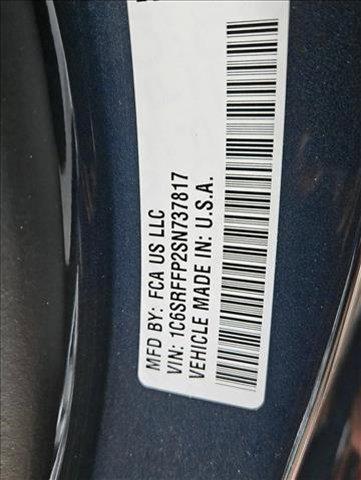 MFD BY: FCA US LLC
VIN: 1C6SRFFP2SN737817
VEHICLE MADE IN: U.S.A.